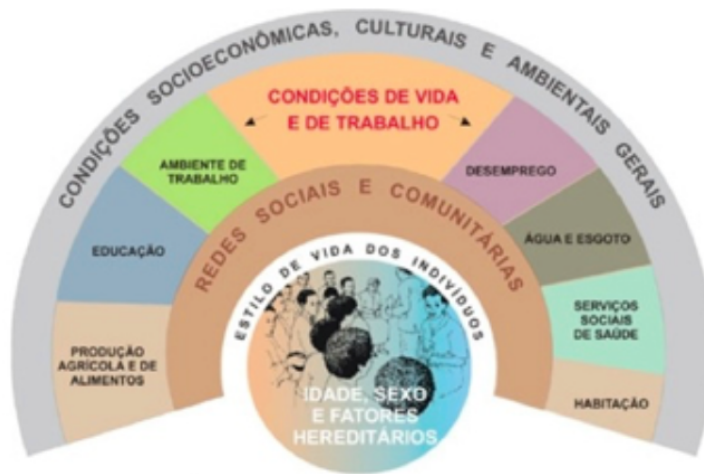 CONDIÇÕES SOCIOECONÔMICAS, CULTURAIS E AMBIENTAIS GERAIS
CONDIÇÕES DE VIDA
E DE TRABALHO
AMBIENTE DE
TRABALHO
DESEMPREGO
REDES SOCIAIS E COMUNITÁRIAS
EDUCAÇÃO
ÁGUA E ESGOTO
ESTILO DE VIDA DOS INDIVÍDUOS
SERVIÇOS
SOCIAIS
DE SAÚDE
PRODUÇÃO
AGRÍCOLA E DE
ALIMENTOS
HABITAÇÃO
IDADE, SEXO
E FATORES
HEREDITÁRIOS